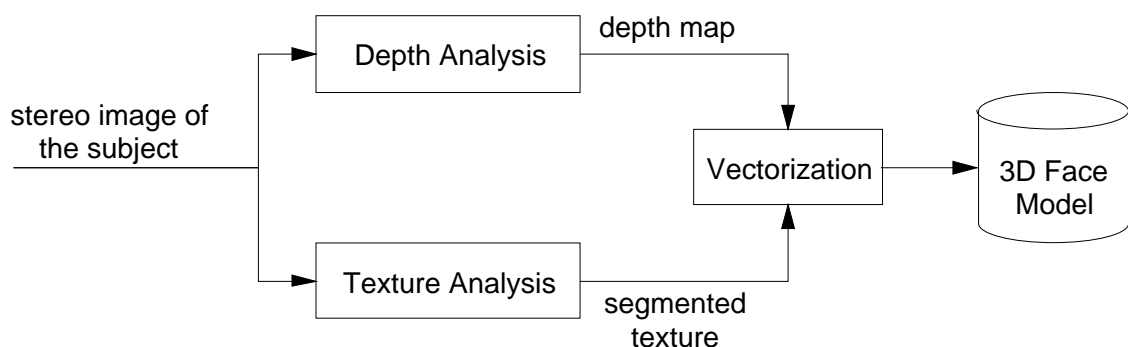 depth map
Depth Analysis
stereo image of
the subject
Vectorization
3D Face
Model
Texture Analysis
segmented
texture